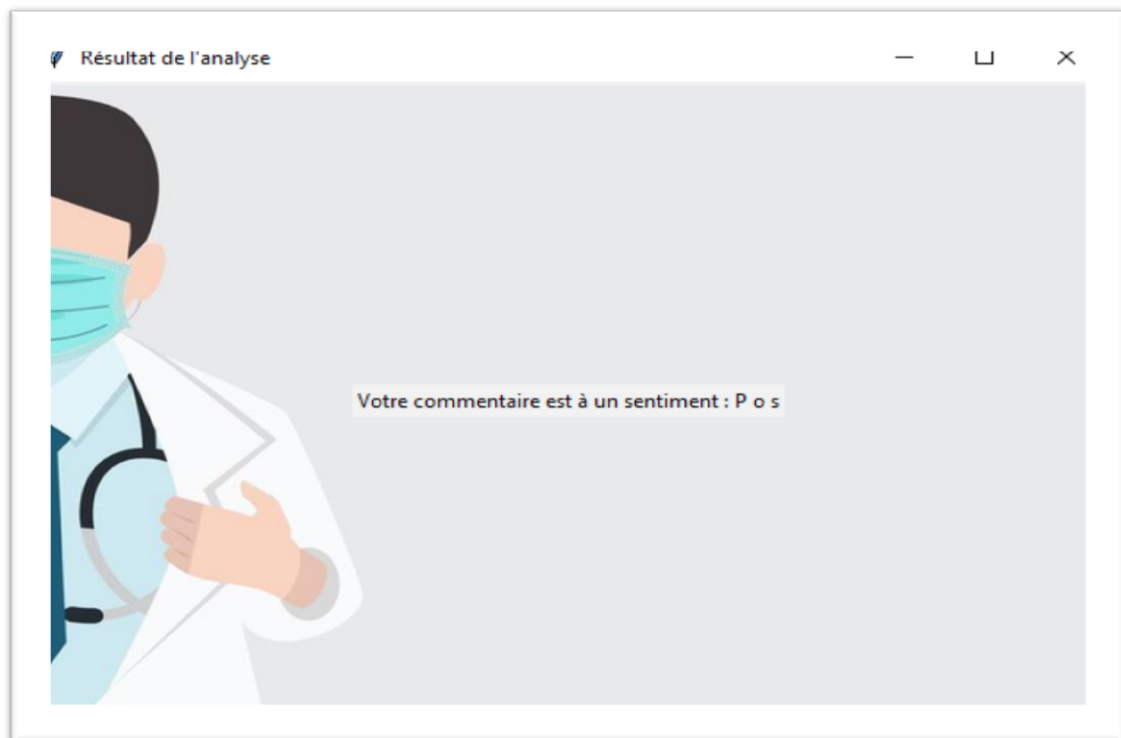 Résultat de l'analyse
Votre commentaire est à un sentiment : P o s